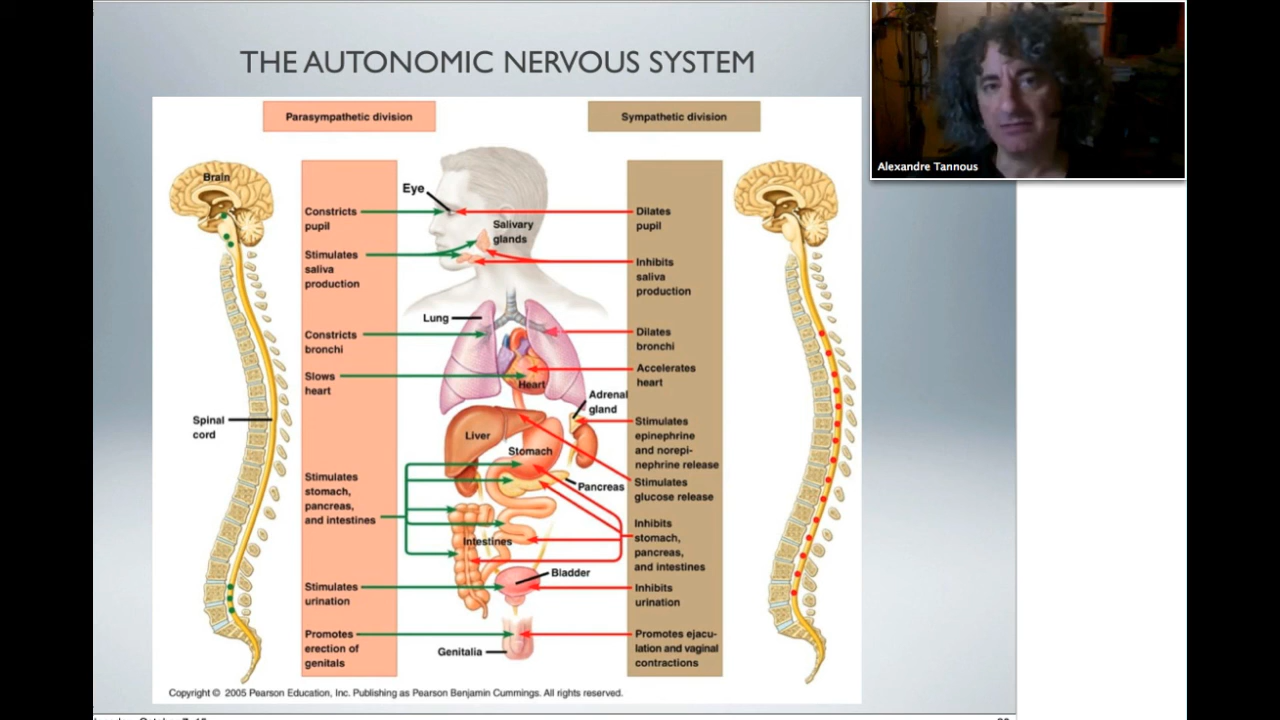 THE AUTONOMIC NERVOUS SYSTEM
Alexandre Tannous
Parasympathetic division
Sympathetic division
Brain
Spinal
cord
Constricts
pupil
Stimulates
saliva
production
Constricts
bronchi
Slows
heart
Stimulates
stomach,
pancreas,
and intestines
Stimulates
urination
Promotes
erection of
genitals
Eye
Salivary
glands
Lung
Heart
Adrenal
gland
Liver
Stomach
Pancreas
Intestines
Bladder
Genitalia
Dilates
pupil
Inhibits
saliva
production
Dilates
bronchi
Accelerates
heart
Stimulates
epinephrine
and norepi-
nephrine release
Stimulates
glucose release
Inhibits
stomach,
pancreas,
and intestines
Inhibits
urination
Promotes ejacu-
lation and vaginal
contractions
Copyright © 2005 Pearson Education, Inc. Publishing as Pearson Benjamin Cummings. All rights reserved.